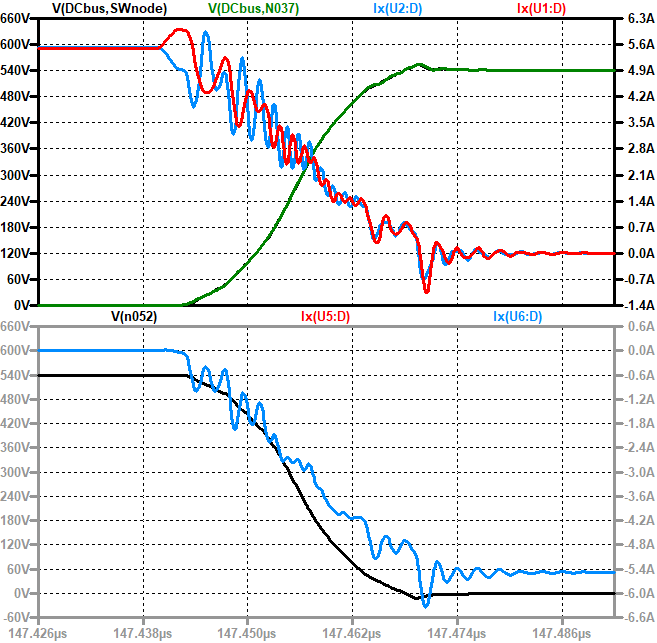 V(DCbus,SWnode) V(DCbus,N037) Ix(U2:D) Ix(U1:D)
660V 6.3A
600V 5.6A
540V 4.9A
480V 4.2A
420V 3.5A
360V 2.8A
300V 2.1A
240V 1.4A
180V 0.7A
120V 0.0A
60V -0.7A
0V -1.4A
V(n052) Ix(U5:D) Ix(U6:D)
660V 0.6A
600V 0.0A
540V -0.6A
480V -1.2A
420V -1.8A
360V -2.4A
300V -3.0A
240V -3.6A
180V -4.2A
120V -4.8A
60V -5.4A
0V -6.0A
-60V -6.6A
147.426µs 147.438µs 147.450µs 147.462µs 147.474µs 147.486µs